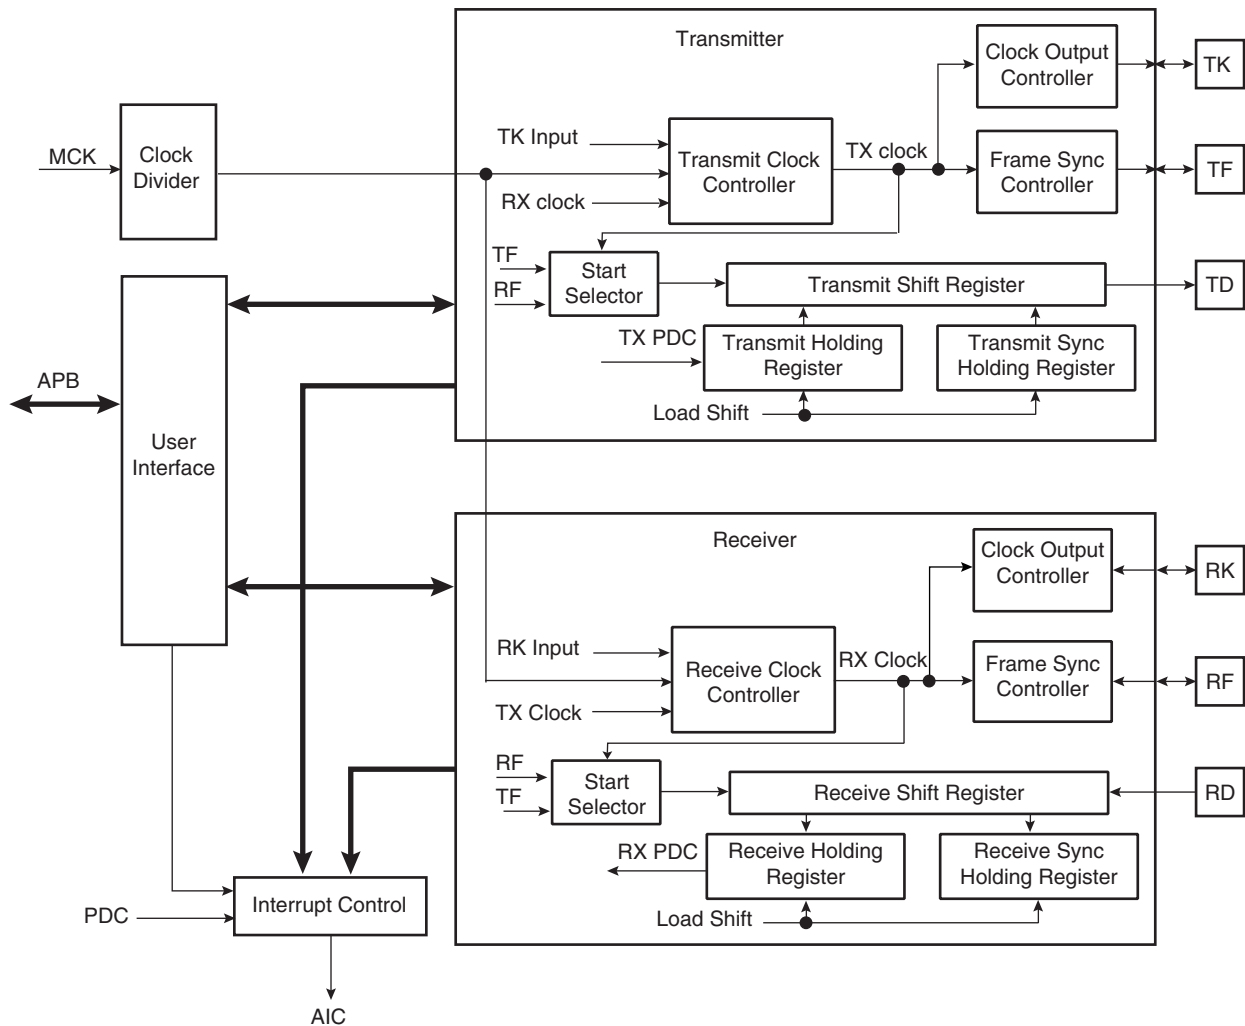 Transmitter
Clock Output
Controller
TK
MCK
Clock
Divider
TK Input
Transmit Clock
Controller
RX clock
TX clock
Frame Sync
Controller
TF
TF
RF
Start
Selector
Transmit Shift Register
TD
TX PDC
Transmit Holding
Register
Transmit Sync
Holding Register
Load Shift
APB
User
Interface
Receiver
Clock Output
Controller
RK
RK Input
Receive Clock
Controller
TX Clock
RX Clock
Frame Sync
Controller
RF
RF
TF
Start
Selector
Receive Shift Register
RD
RX PDC
Receive Holding
Register
Receive Sync
Holding Register
Load Shift
PDC
Interrupt Control
AIC